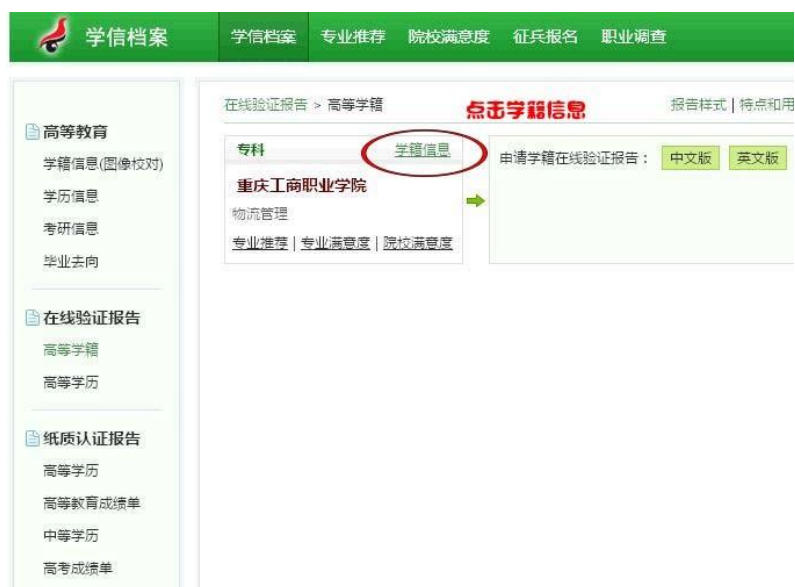 学信档案
学信档案 专业推荐 院校满意度 征兵报名 职业调查
高等教育
学籍信息(图像校对)
学历信息
考研信息
毕业去向
在线验证报告
高等学籍
高等学历
纸质认证报告
高等学历
高等教育成绩单
中等学历
高考成绩单
在线验证报告 > 高等学籍
点击学籍信息
报告样式 | 特点和用
专科 学籍信息
重庆工商职业学院
物流管理
专业推荐 | 专业满意度 | 院校满意度
申请学籍在线验证报告： 中文版 英文版